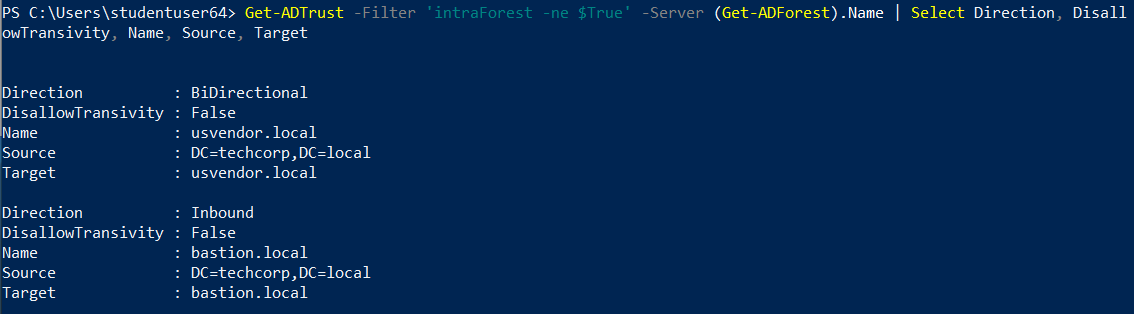 PS C:\Users\studentuser64> Get-ADTrust -Filter 'intraForest -ne $True' -Server (Get-ADForest).Name | Select Direction, Disall
owTransivity, Name, Source, Target
Direction            : BiDirectional
DisallowTransivity : False
Name                 : usvendor.local
Source               : DC=techcorp,DC=local
Target               : usvendor.local
Direction            : Inbound
DisallowTransivity : False
Name                 : bastion.local
Source               : DC=techcorp,DC=local
Target               : bastion.local